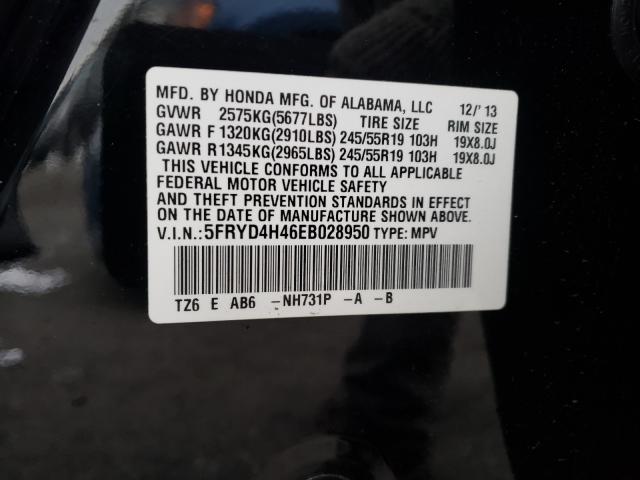 MFD. BY HONDA MFG. OF ALABAMA, LLC 12/'13
GVWR 2575KG(5677LBS) TIRE SIZE RIM SIZE
GAWR F 1320KG(2910LBS) 245/55R19 103H 19X8.0J
GAWR R 1345KG(2965LBS) 245/55R19 103H 19X8.0J
THIS VEHICLE CONFORMS TO ALL APPLICABLE
FEDERAL MOTOR VEHICLE SAFETY
AND THEFT PREVENTION STANDARDS IN EFFECT
ON THE DATE OF MANUFACTURE SHOWN ABOVE.
V.I.N.:5FRYD4H46EB028950 TYPE: MPV
TZ6 E AB6 -NH731P -A -B